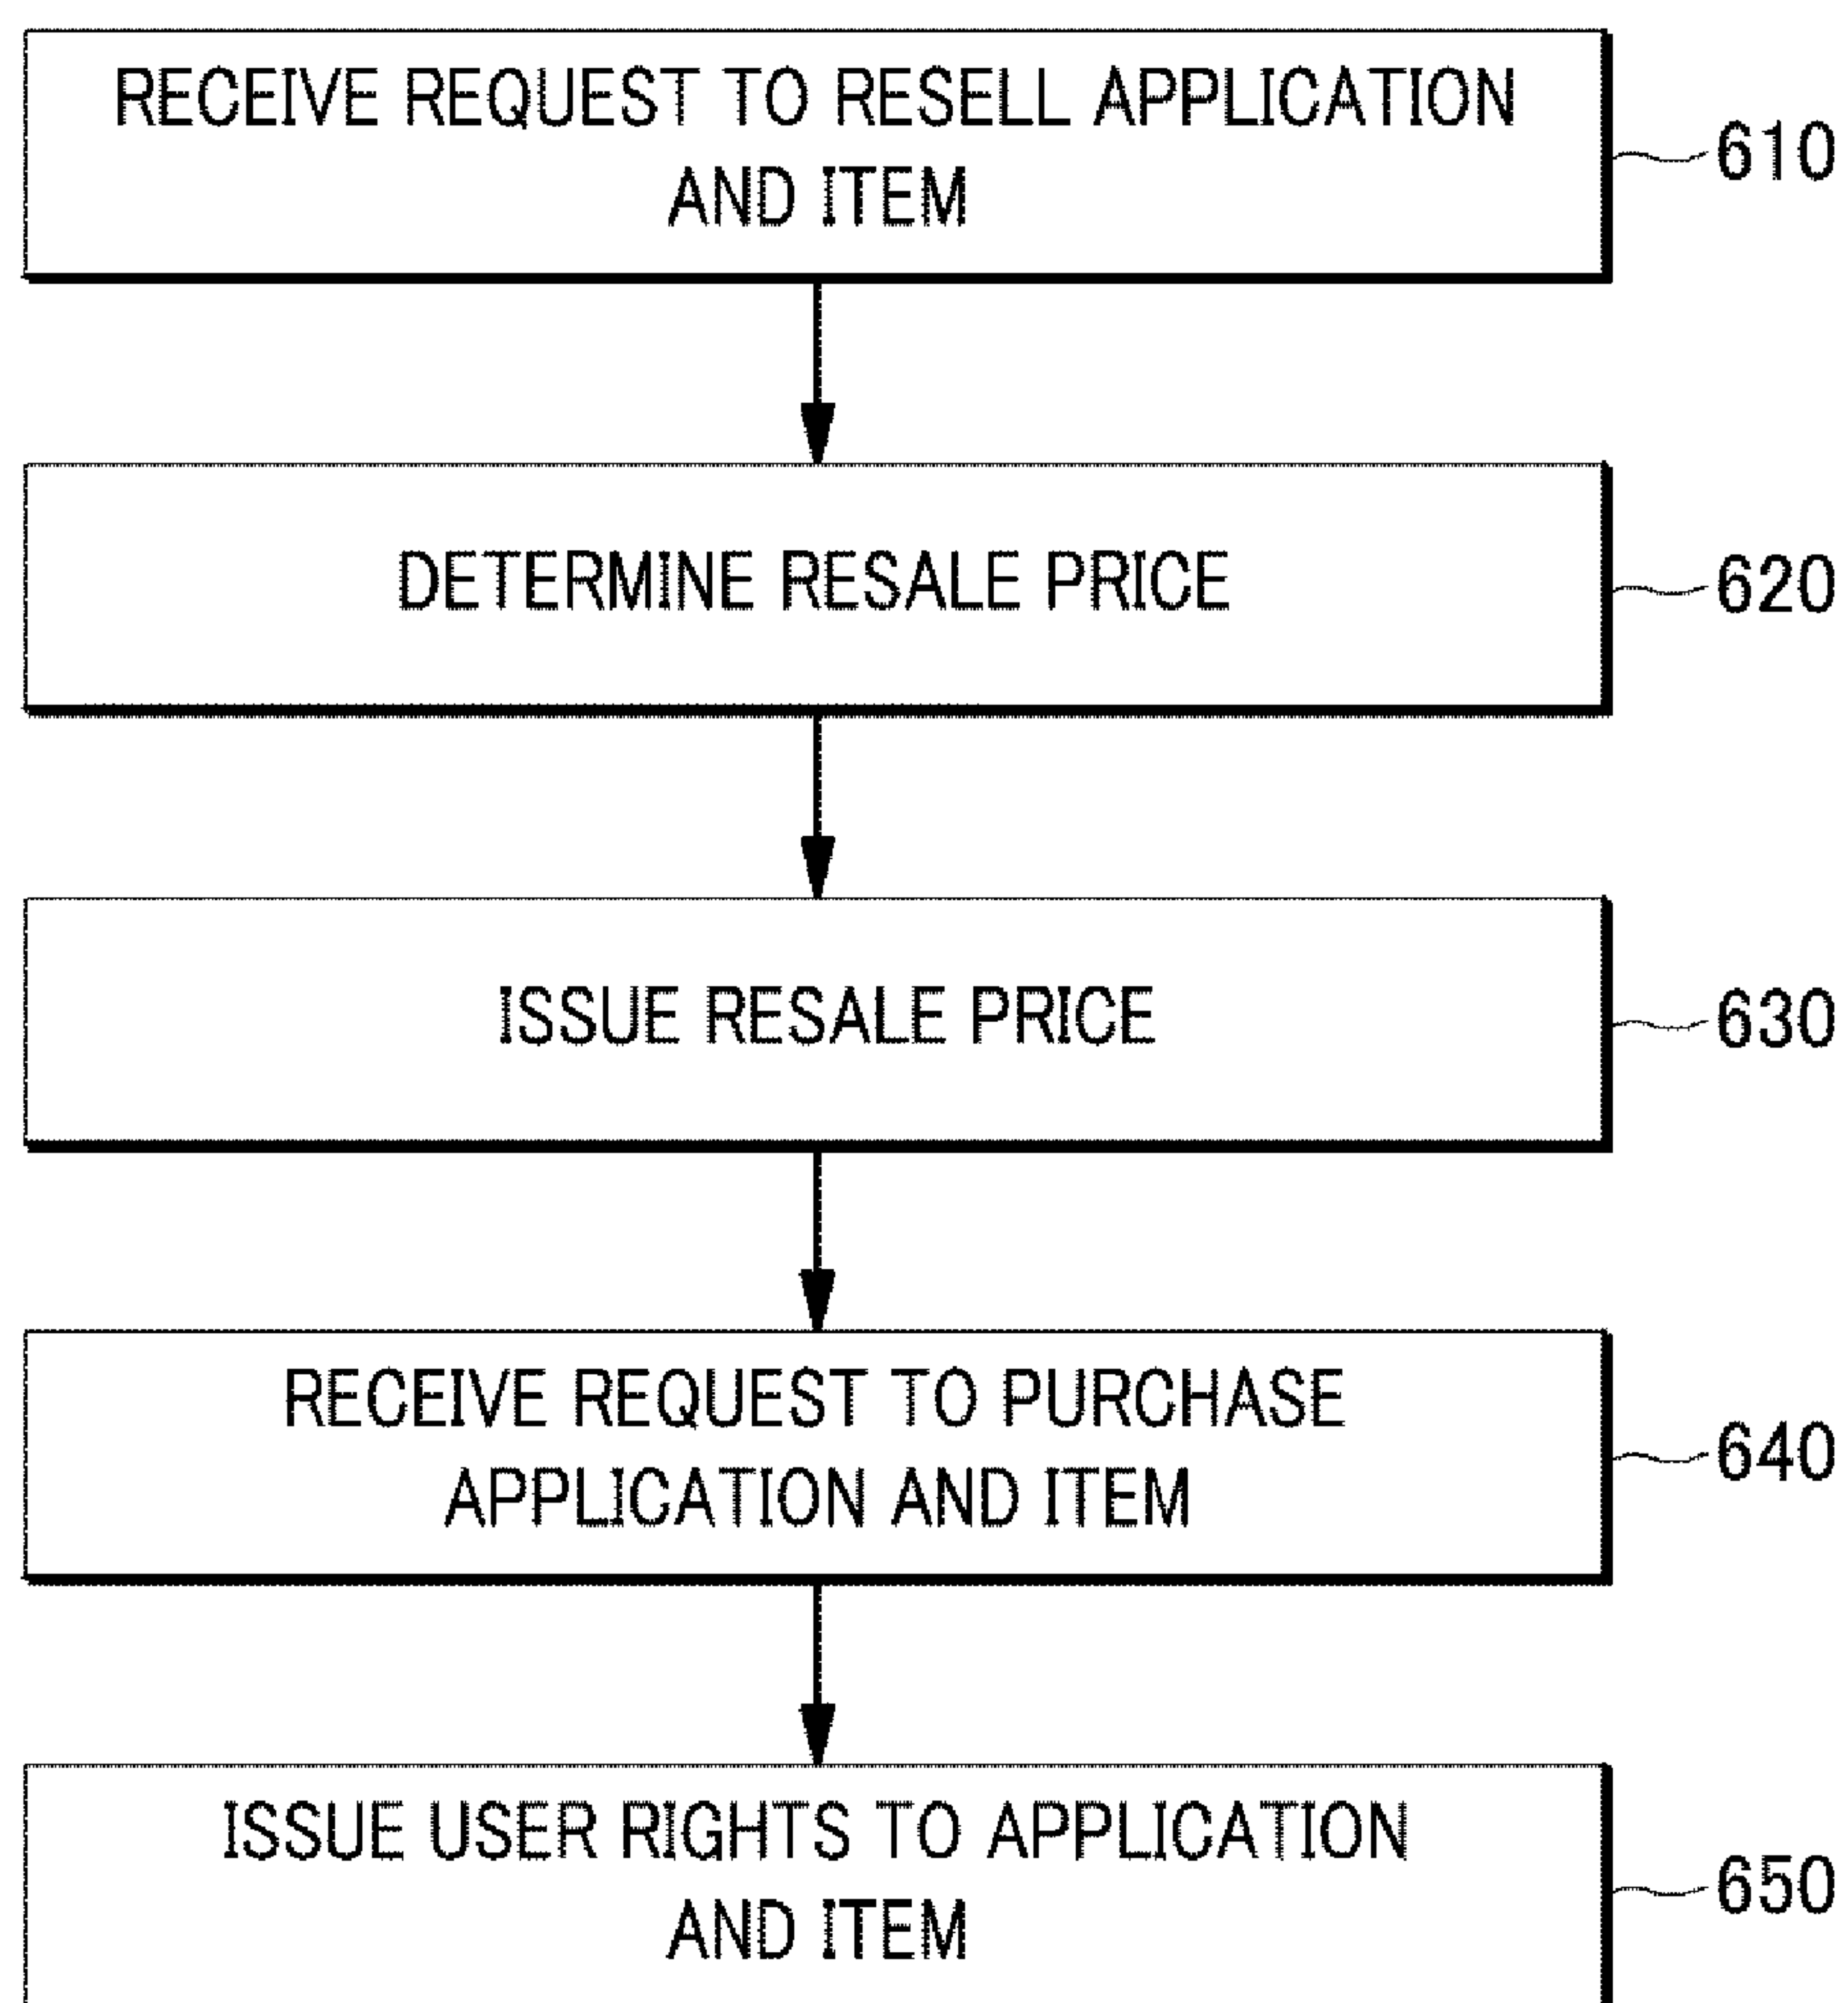 RECEIVE REQUEST TO RESELL APPLICATION
AND ITEM
610
DETERMINE RESALE PRICE
620
ISSUE RESALE PRICE
630
RECEIVE REQUEST TO PURCHASE
APPLICATION AND ITEM
640
ISSUE USER RIGHTS TO APPLICATION
AND ITEM
650